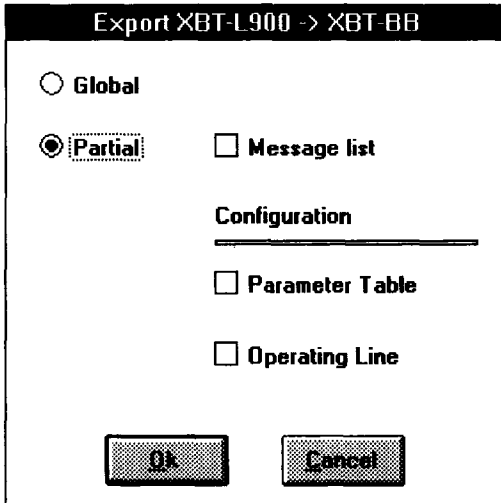 Export XBT-L900 -> XBT-BB
Global
Partial
Message list
Configuration
Parameter Table
Operating Line
Ok
Cancel